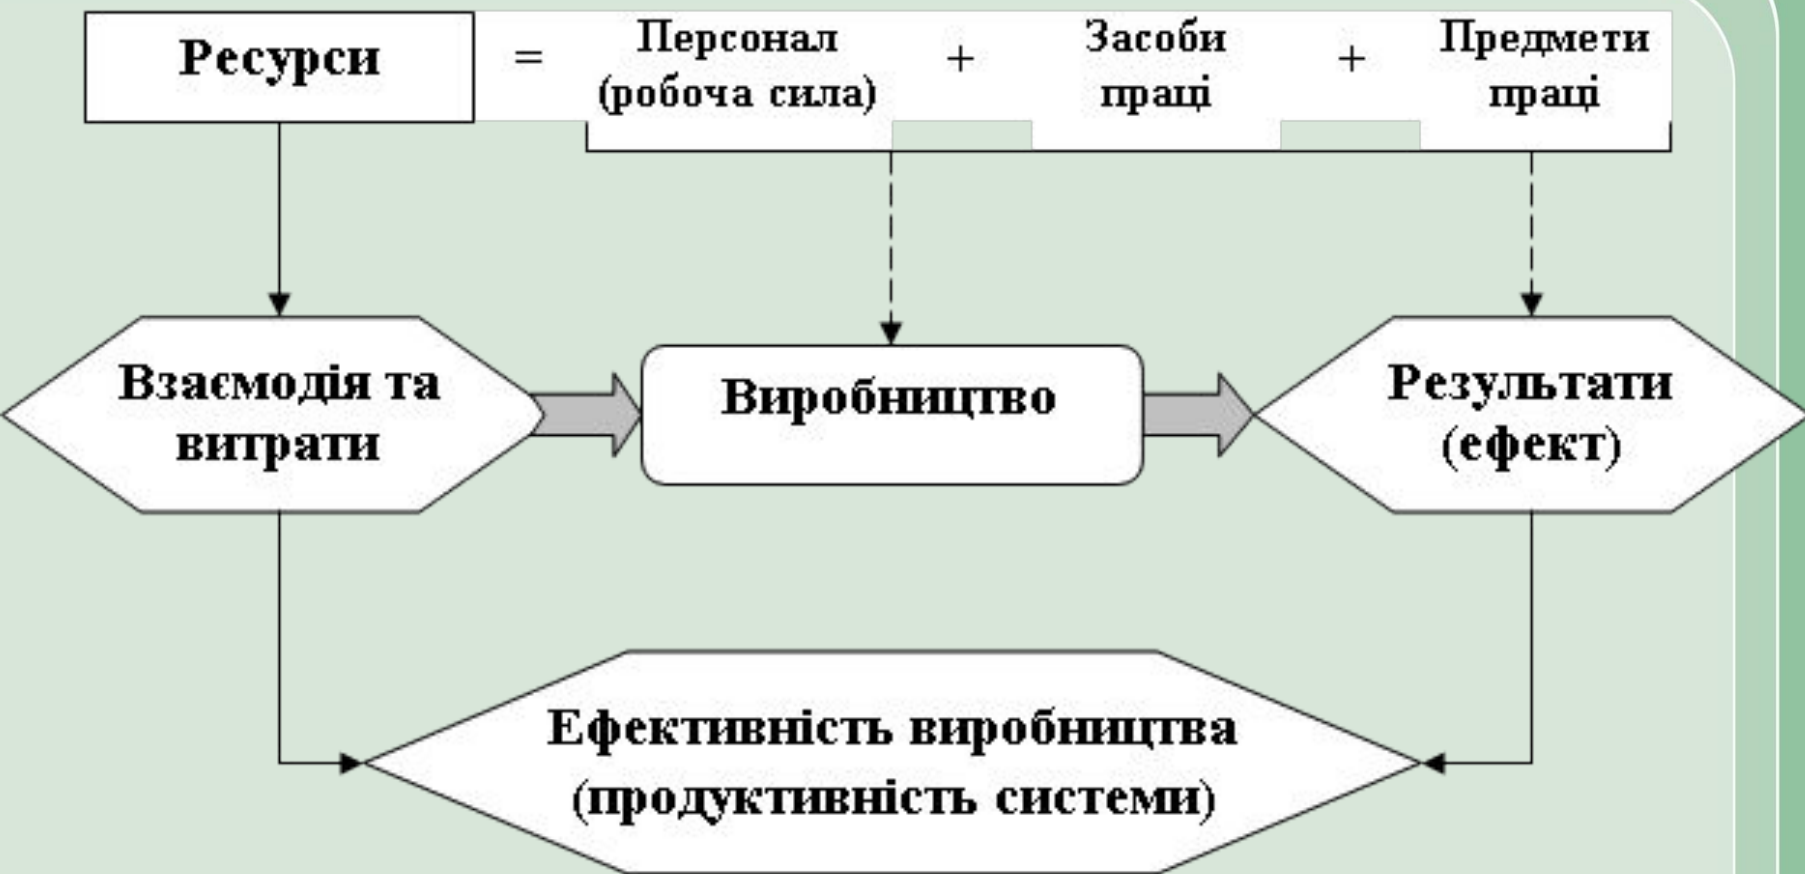 Ресурси = Персонал + Засоби + Предмети
(робоча сила) праці праці
Взаємодія та
витрати
Виробництво
Результати
(ефект)
Ефективність виробництва
(продуктивність системи)